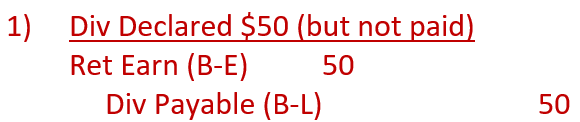 1) Div Declared $50 (but not paid)
Ret Earn (B-E) 50
Div Payable (B-L) 50